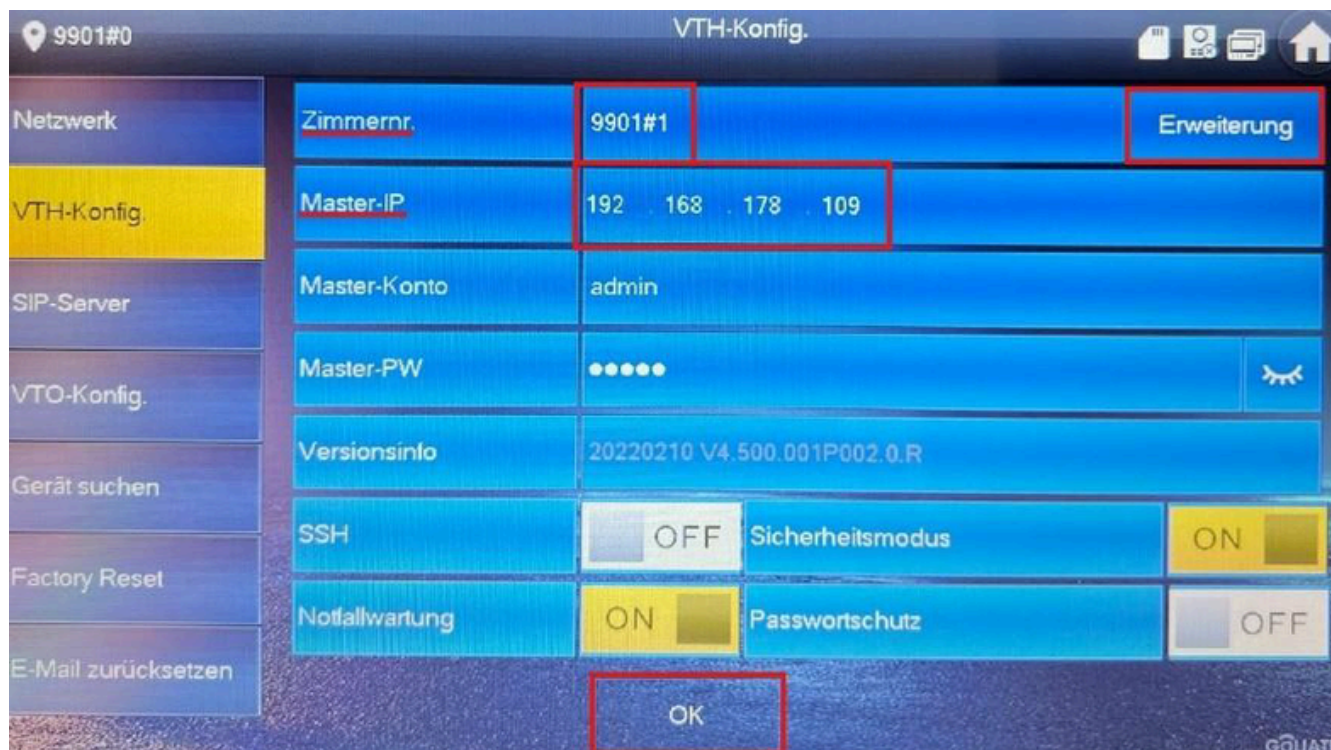 9901#0
VTH-Konfig.
Netzwerk
Zimmernr. 9901#1 Erweiterung
VTH-Konfig.
Master-IP 192 . 168 . 178 . 109
SIP-Server
Master-Konto admin
VTO-Konfig.
Master-PW ●●●●●
Gerät suchen
Versionsinfo 20220210 V4.500.001P002.0.R
Factory Reset
SSH OFF Sicherheitsmodus ON
E-Mail zurücksetzen
Notfallwartung ON Passwortschutz OFF
OK